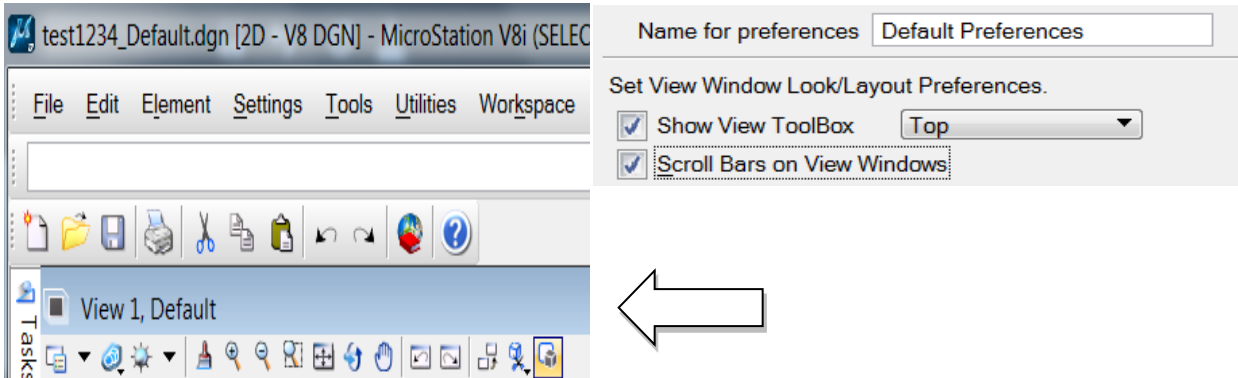 test1234_Default.dgn [2D - V8 DGN] - MicroStation V8i (SELEC
File Edit Element Settings Tools Utilities Workspace
View 1, Default
Tasks
Name for preferences Default Preferences
Set View Window Look/Layout Preferences.
Show View ToolBox Top
Scroll Bars on View Windows